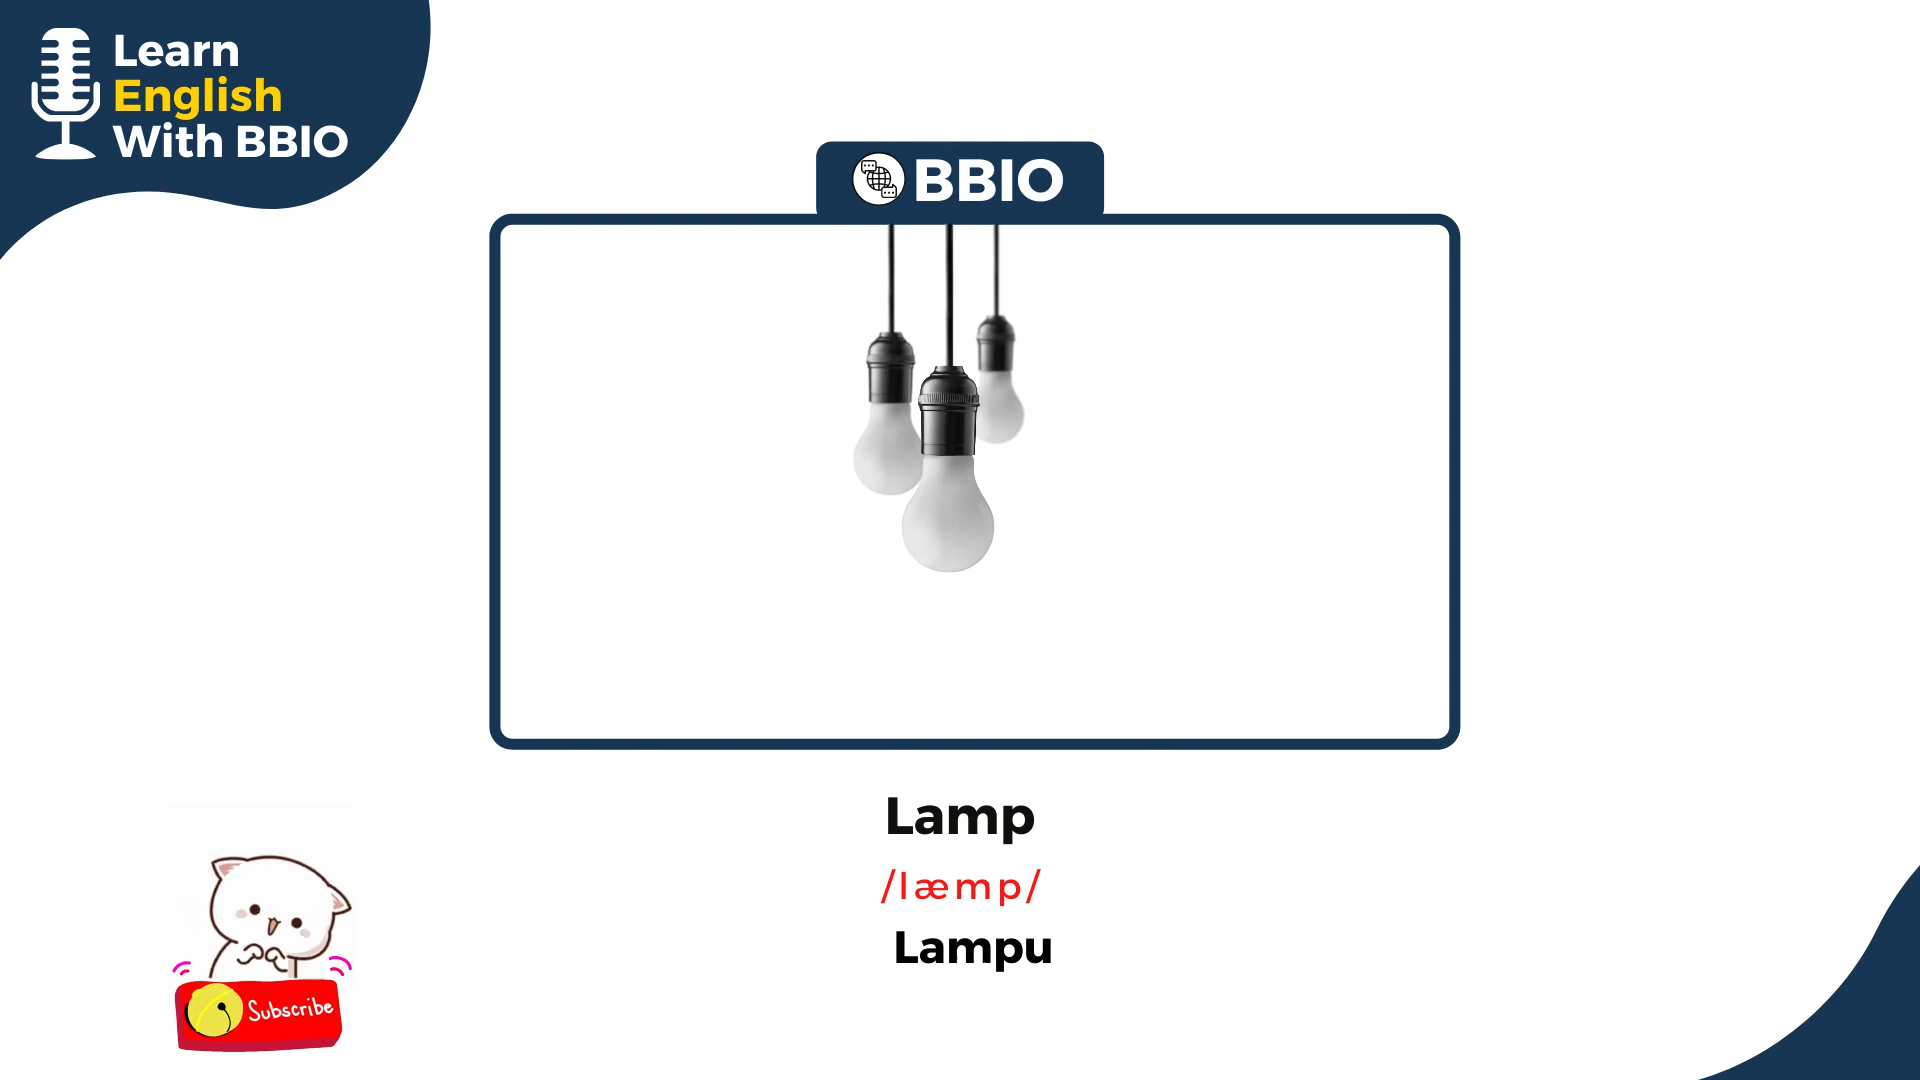 Learn
English
With BBIO
BBIO
Lamp
/læmp/
Lampu
Subscribe